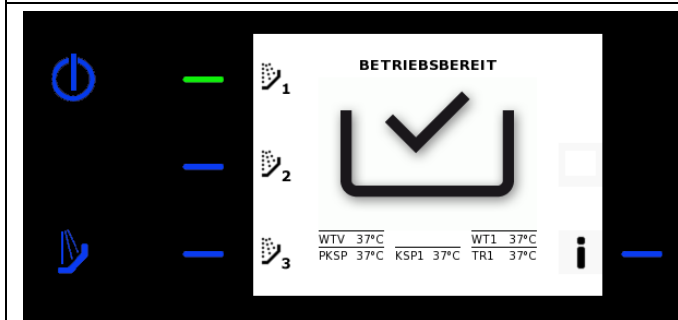 BETRIEBSBEREIT
1
2
3
WTV 37°C
WT1 37°C
PKSP 37°C KSP1 37°C TR1 37°C
i